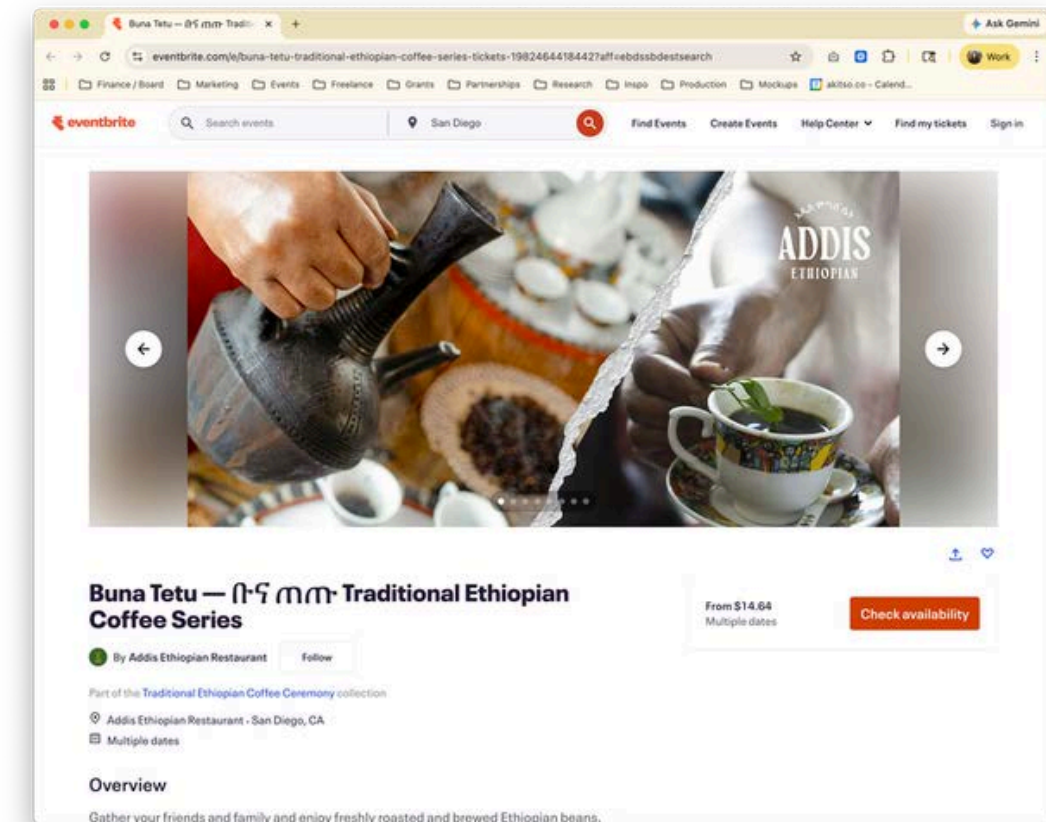 Buna Tetu — ቡና ጠጡ Traditi
Ask Gemini
eventbrite.com/e/buna-tetu-traditional-ethiopian-coffee-series-tickets-1982464418442?aff=ebdssbdestsearch
Work
Finance / Board Marketing Events Freelance Grants Partnerships Research Inspo Production Mockups akitso.co - Calend...
eventbrite Search events San Diego Find Events Create Events Help Center Find my tickets Sign in
ADDIS
ETHIOPIAN
Buna Tetu — ቡና ጠጡ Traditional Ethiopian
Coffee Series
From $14.64
Multiple dates
Check availability
By Addis Ethiopian Restaurant Follow
Part of the Traditional Ethiopian Coffee Ceremony collection
Addis Ethiopian Restaurant · San Diego, CA
Multiple dates
Overview
Gather your friends and family and enjoy freshly roasted and brewed Ethiopian beans,